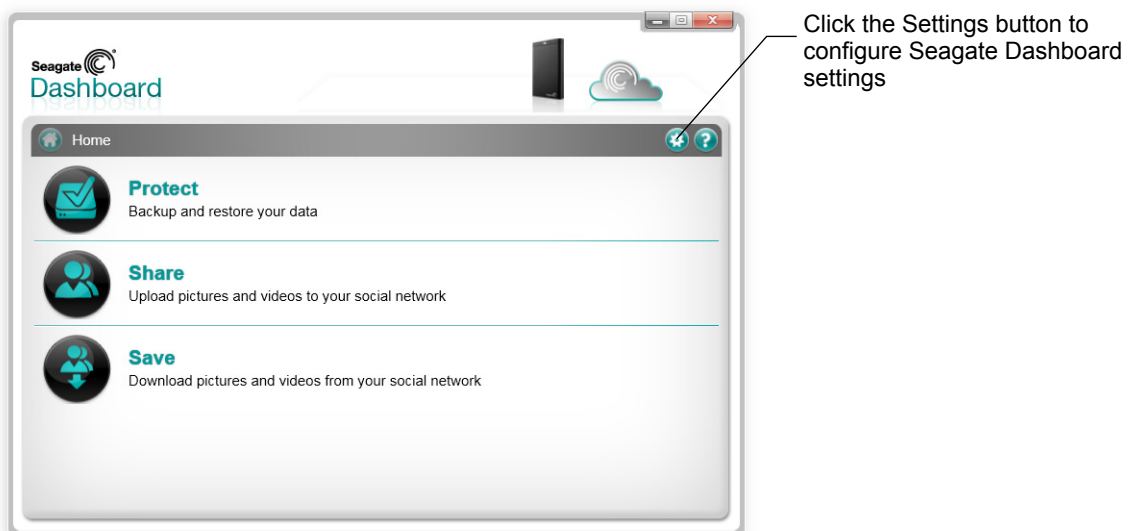 Seagate
Dashboard
Click the Settings button to
configure Seagate Dashboard
settings
Home
?
Protect
Backup and restore your data
Share
Upload pictures and videos to your social network
Save
Download pictures and videos from your social network